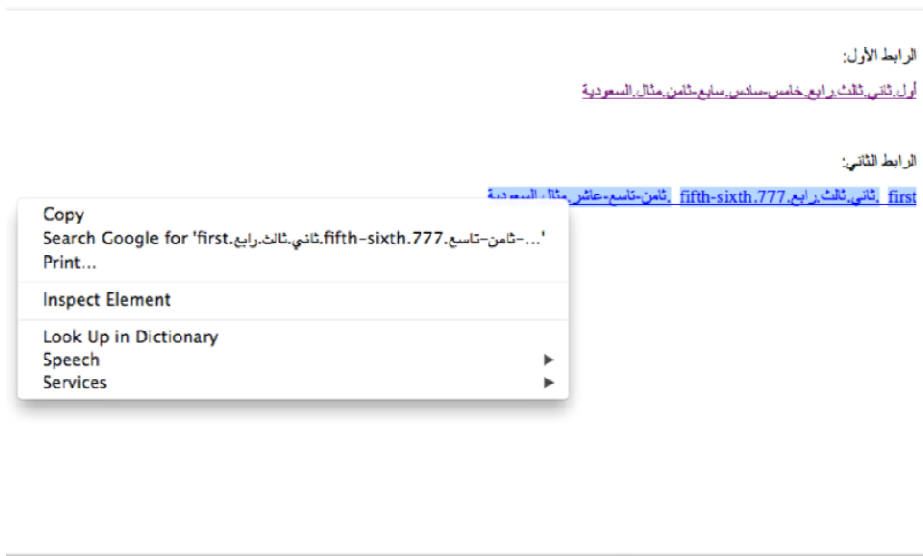 الرابط الأول:
أول.ثاني.ثالث.رابع.خامس-سادس.سابع-ثامن.مثال.السعودية
الرابط الثاني:
first .ثاني.ثالث.رابع.fifth-sixth.777 .ثامن-تاسع-عاشر.مثال.السعودية
Copy
Search Google for 'first.ثاني.ثالث.رابع.fifth-sixth.777.ثامن-تاسع-...'
Print...
Inspect Element
Look Up in Dictionary
Speech
Services